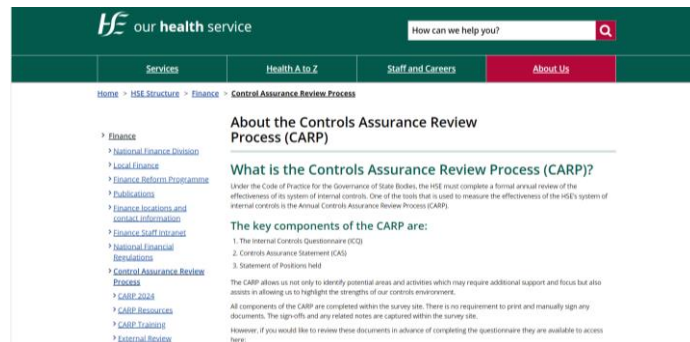 our health service
How can we help you?
Services
Health A to Z
Staff and Careers
About Us
Home > HSE Structure > Finance > Control Assurance Review Process
> Finance
> National Finance Division
> Local Finance
> Finance Reform Programme
> Publications
> Finance locations and
contact information
> Finance Staff Intranet
> National Financial
Regulations
> Control Assurance Review
Process
> CARP 2024
> CARP Resources
> CARP Training
> External Review
About the Controls Assurance Review
Process (CARP)
What is the Controls Assurance Review Process (CARP)?
Under the Code of Practice for the Governance of State Bodies, the HSE must complete a formal annual review of the
effectiveness of its system of internal controls. One of the tools that is used to measure the effectiveness of the HSE's system of
internal controls is the Annual Controls Assurance Review Process (CARP).
The key components of the CARP are:
1. The Internal Controls Questionnaire (ICQ)
2. Controls Assurance Statement (CAS)
3. Statement of Positions held
The CARP allows us not only to identify potential areas and activities which may require additional support and focus but also
assists in allowing us to highlight the strengths of our controls environment.
All components of the CARP are completed within the survey site. There is no requirement to print and manually sign any
documents. The sign-offs and any related notes are captured within the survey site.
However, if you would like to review these documents in advance of completing the questionnaire they are available to access
here: